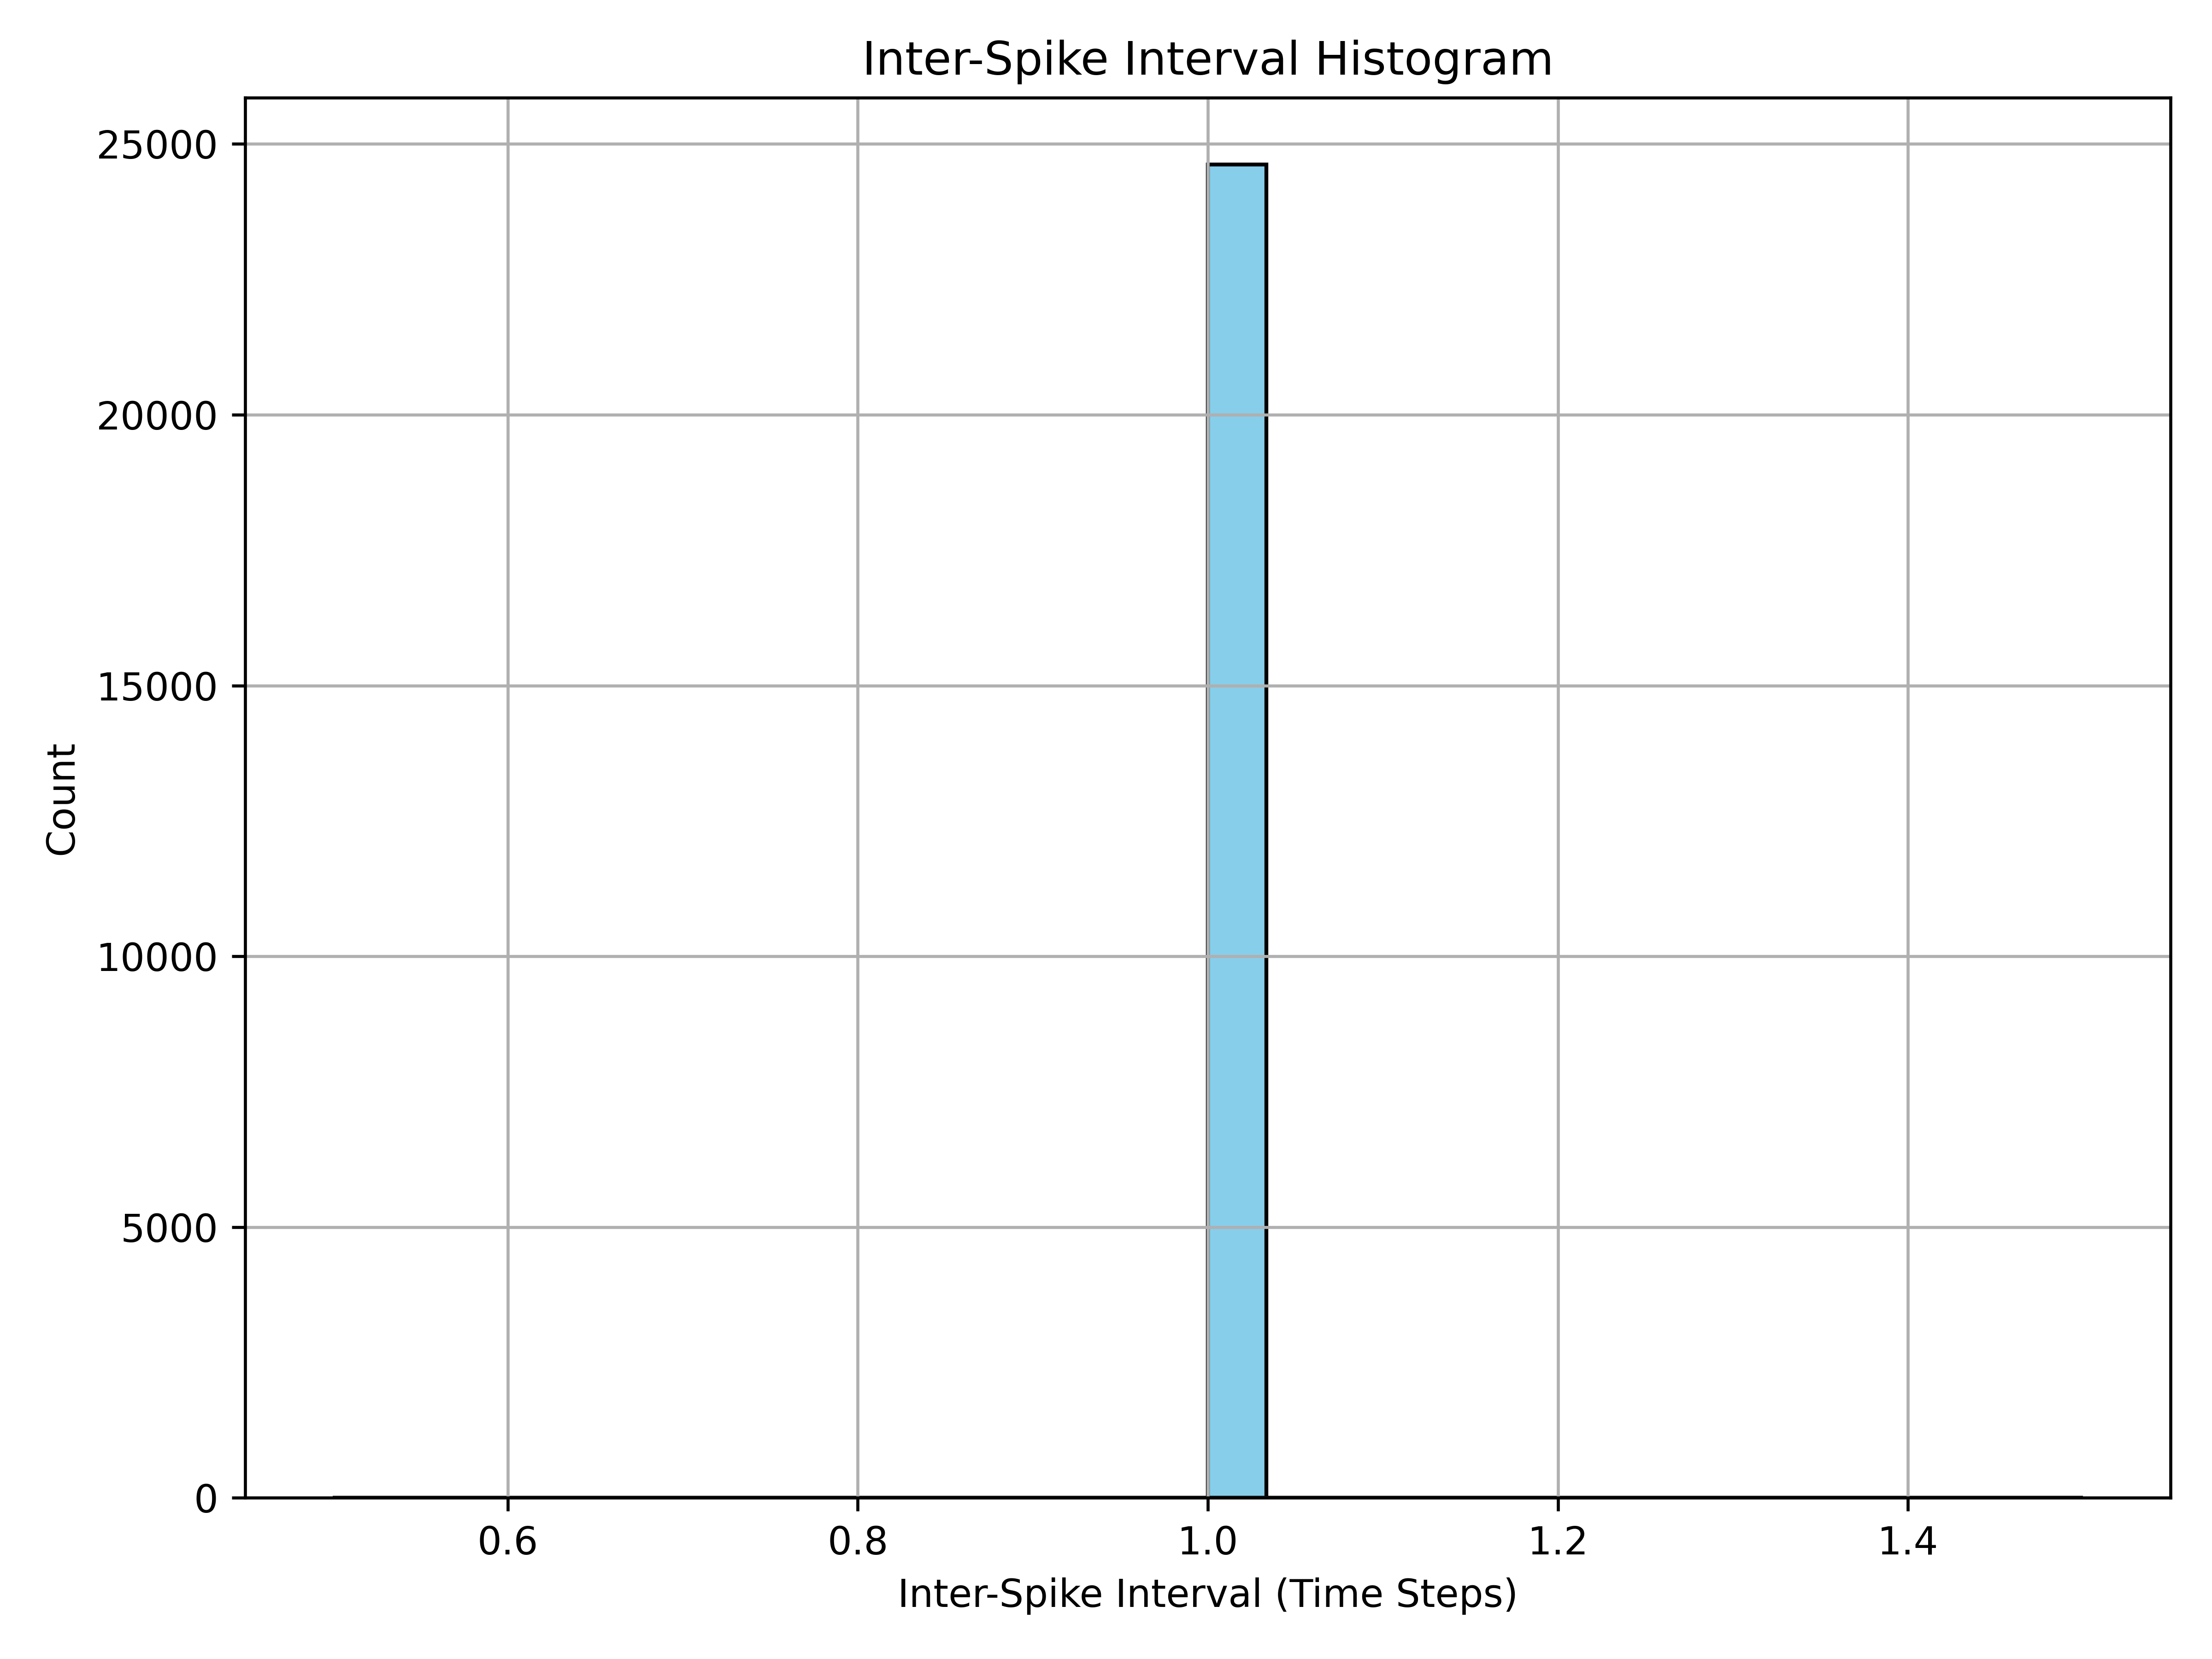 Inter-Spike Interval Histogram
25000
20000
15000
10000
5000
0
Count
0.6 0.8 1.0 1.2 1.4
Inter-Spike Interval (Time Steps)